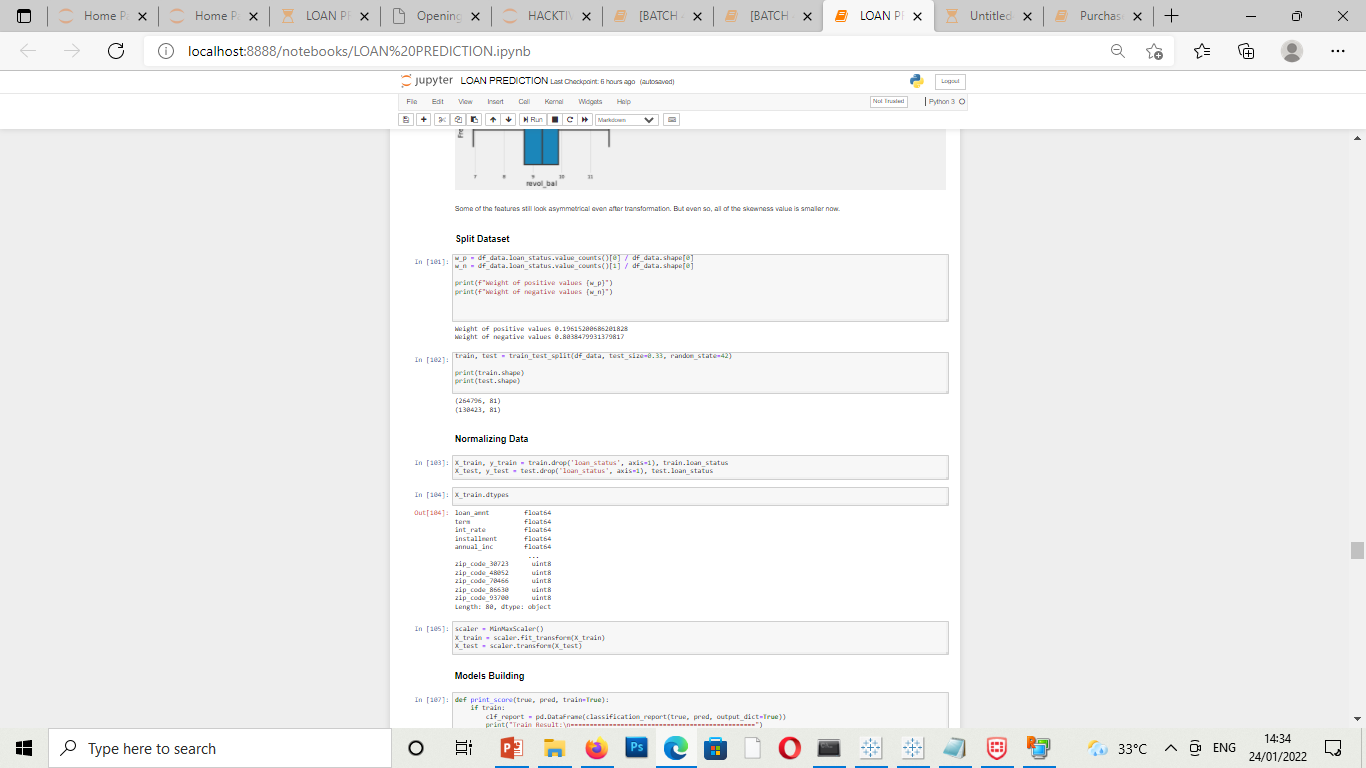 Home P
Home P
LOAN P
Opening
HACKTI
[BATCH
[BATCH
LOAN P
Untitled
Purchas
localhost:8888/notebooks/LOAN%20PREDICTION.ipynb
jupyter LOAN PREDICTION Last Checkpoint: 6 hours ago (autosaved)
Logout
File Edit View Insert Cell Kernel Widgets Help
Not Trusted Python 3
Run Markdown
Fre
7 8 9 10 11
revol_bal
Some of the features still look asymmetrical even after transformation. But even so, all of the skewness value is smaller now.
Split Dataset
In [101]: w_p = df_data.loan_status.value_counts()[0] / df_data.shape[0]
w_n = df_data.loan_status.value_counts()[1] / df_data.shape[0]
print(f"Weight of positive values {w_p}")
print(f"Weight of negative values {w_n}")
Weight of positive values 0.19615200686201828
Weight of negative values 0.8038479931379817
In [102]: train, test = train_test_split(df_data, test_size=0.33, random_state=42)
print(train.shape)
print(test.shape)
(264796, 81)
(130423, 81)
Normalizing Data
In [103]: X_train, y_train = train.drop('loan_status', axis=1), train.loan_status
X_test, y_test = test.drop('loan_status', axis=1), test.loan_status
In [104]: X_train.dtypes
Out[104]: loan_amnt float64
term float64
int_rate float64
installment float64
annual_inc float64
...
zip_code_30723 uint8
zip_code_48052 uint8
zip_code_70466 uint8
zip_code_86630 uint8
zip_code_93700 uint8
Length: 80, dtype: object
In [105]: scaler = MinMaxScaler()
X_train = scaler.fit_transform(X_train)
X_test = scaler.transform(X_test)
Models Building
In [107]: def print_score(true, pred, train=True):
if train:
clf_report = pd.DataFrame(classification_report(true, pred, output_dict=True))
print("Train Result:\n================================================")
Type here to search
33°C
ENG
14:34
24/01/2022